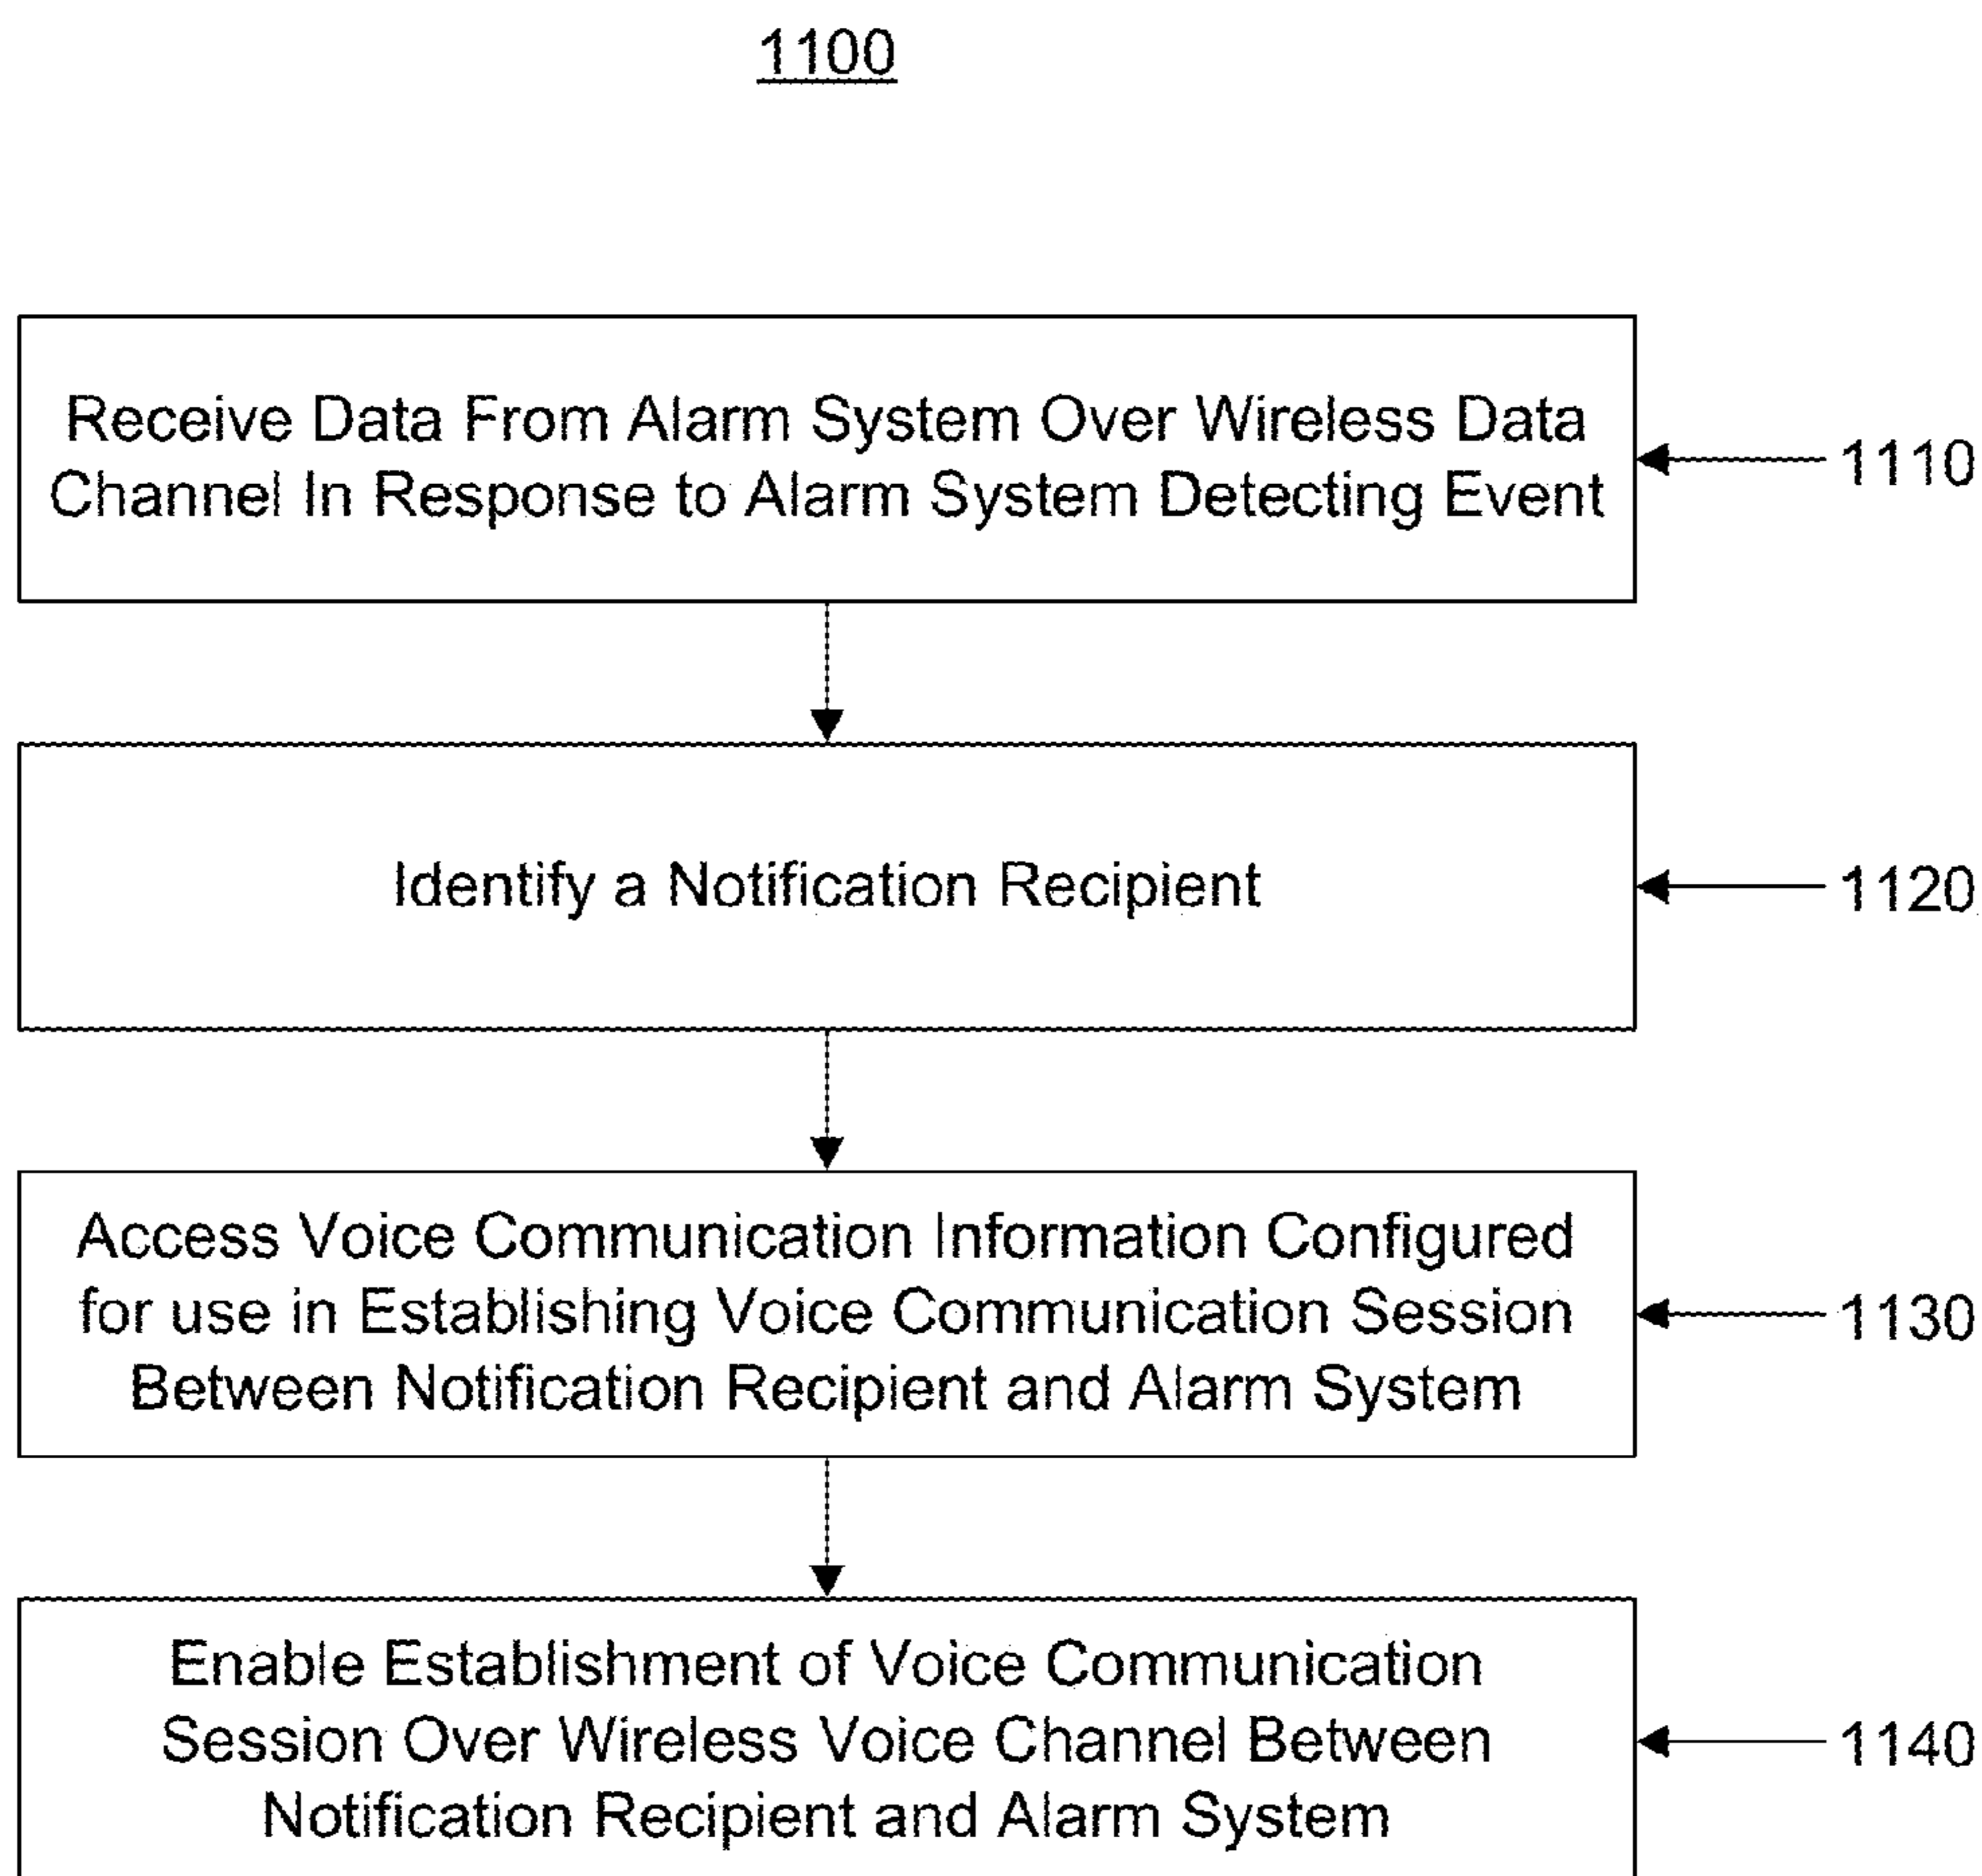 1100
Receive Data From Alarm System Over Wireless Data
Channel In Response to Alarm System Detecting Event
1110
Identify a Notification Recipient
1120
Access Voice Communication Information Configured
for use in Establishing Voice Communication Session
Between Notification Recipient and Alarm System
1130
Enable Establishment of Voice Communication
Session Over Wireless Voice Channel Between
Notification Recipient and Alarm System
1140